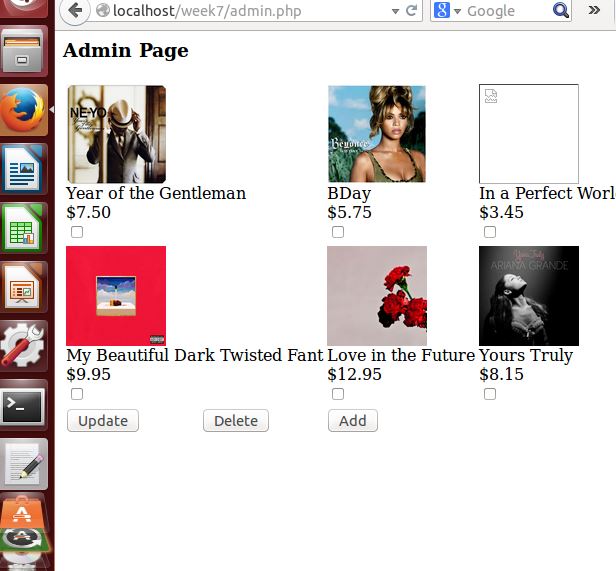 localhost/week7/admin.php
Google
»
Admin Page
NE-YO
Beyoncé
Year of the Gentleman
BDay
In a Perfect Worl
$7.50
$5.75
$3.45
Yours Truly
ARIANA GRANDE
My Beautiful Dark Twisted Fant
Love in the Future
Yours Truly
$9.95
$12.95
$8.15
Update
Delete
Add